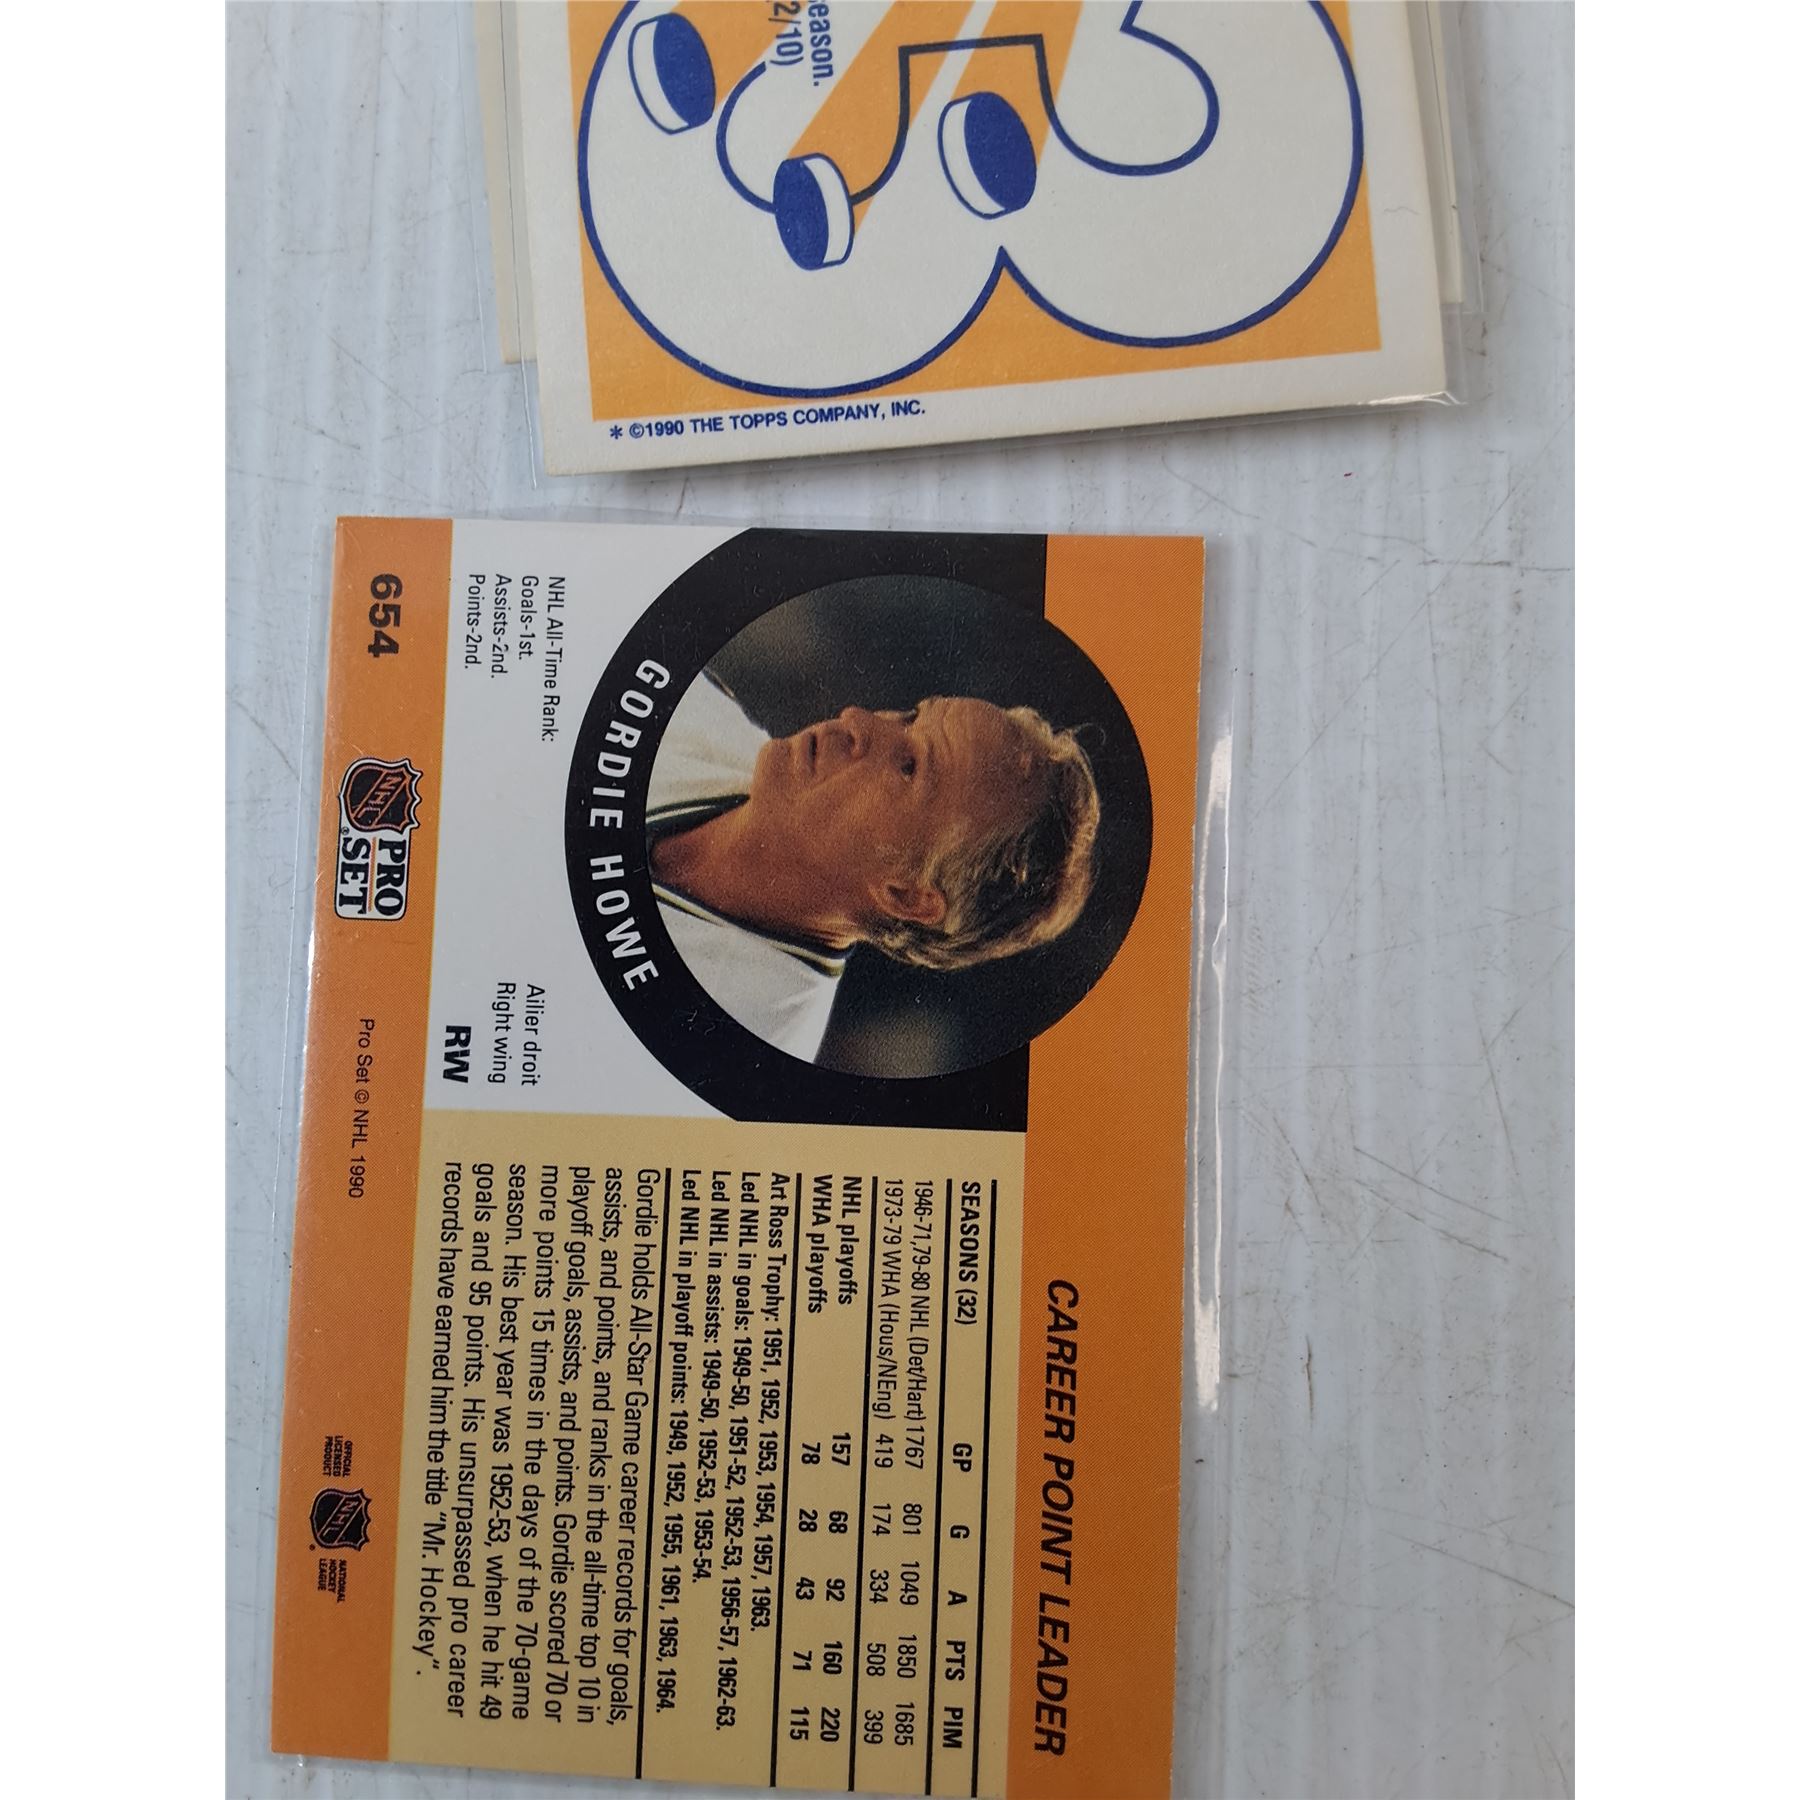 eason.
2/10)
* ©1990 THE TOPPS COMPANY, INC.
CAREER POINT LEADER
GORDIE HOWE
NHL All-Time Rank:
Goals-1st.
Assists-2nd.
Points-2nd.
Ailier droit
Right wing
RW
SEASONS (32) GP G A PTS PIM
1946-71,79-80 NHL (Det/Hart) 1767 801 1049 1850 1685
1973-79 WHA (Hous/NEng) 419 174 334 508 399
NHL playoffs 157 68 92 160 220
WHA playoffs 78 28 43 71 115
Art Ross Trophy: 1951, 1952, 1953, 1954, 1957, 1963.
Led NHL in goals: 1949-50, 1951-52, 1952-53, 1956-57, 1962-63.
Led NHL in assists: 1949-50, 1952-53, 1953-54.
Led NHL in playoff points: 1949, 1952, 1955, 1961, 1963, 1964.
Gordie holds All-Star Game career records for goals,
assists, and points, and ranks in the all-time top 10 in
playoff goals, assists, and points. Gordie scored 70 or
more points 15 times in the days of the 70-game
season. His best year was 1952-53, when he hit 49
goals and 95 points. His unsurpassed pro career
records have earned him the title "Mr. Hockey".
654
NHL
PRO
SET
Pro Set © NHL 1990
OFFICIAL
LICENSED
PRODUCT
NHL
NATIONAL
HOCKEY
LEAGUE